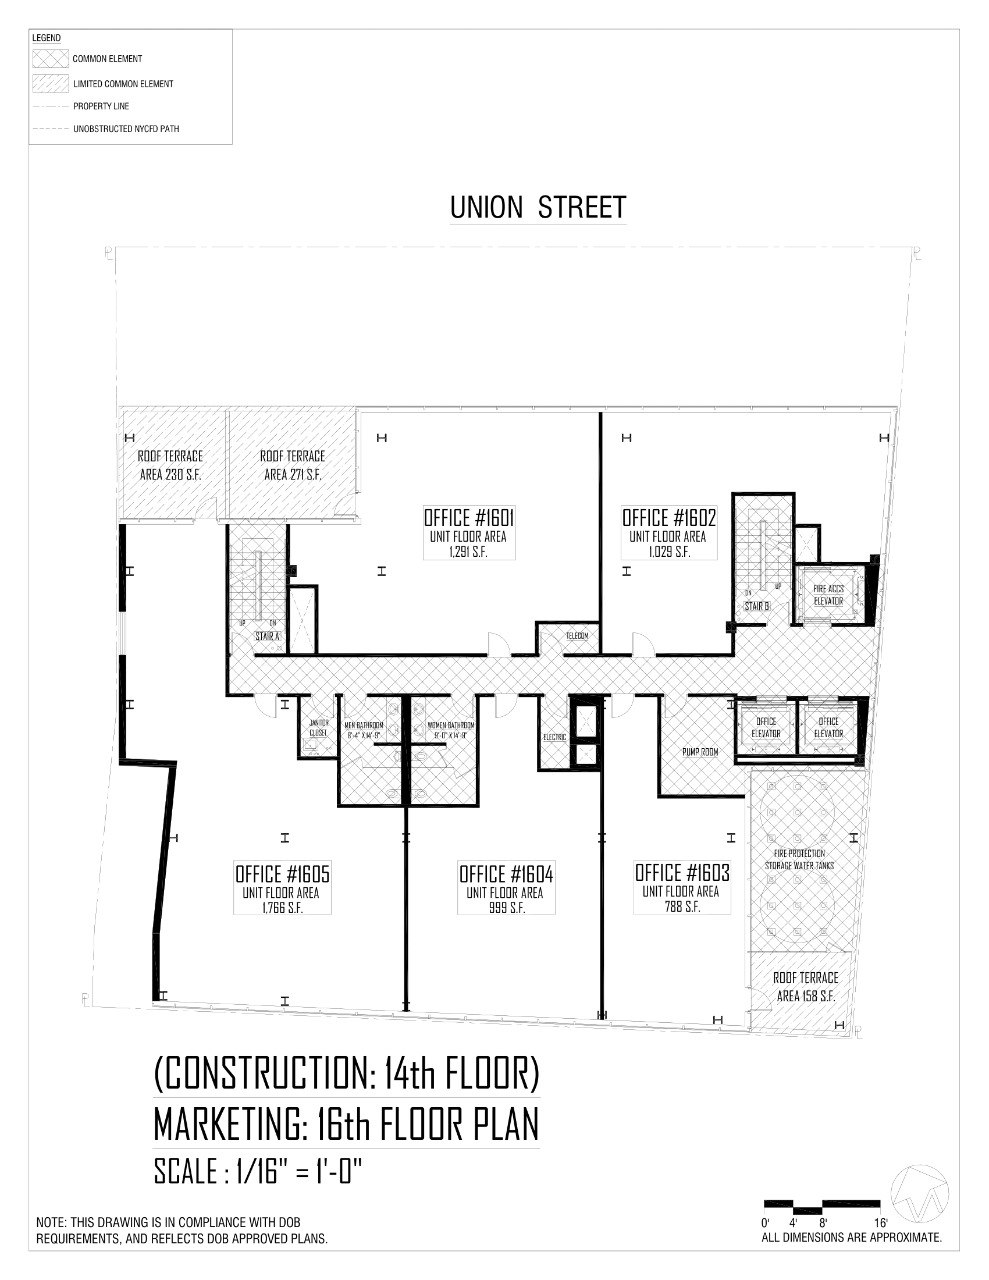 LEGEND
COMMON ELEMENT
LIMITED COMMON ELEMENT
PROPERTY LINE
UNOBSTRUCTED NYCFD PATH
UNION STREET
ROOF TERRACE
AREA 230 S.F.
ROOF TERRACE
AREA 271 S.F.
OFFICE #1601
UNIT FLOOR AREA
1,291 S.F.
OFFICE #1602
UNIT FLOOR AREA
1,029 S.F.
FIRE ACCS
ELEVATOR
UP
DN
STAIR B
UP
DN
STAIR A
TELECOM
JANITOR
CLOSET
MEN BATHROOM
8'-4" X 14'-9"
WOMEN BATHROOM
ELECTRIC
PUMP ROOM
OFFICE
ELEVATOR
OFFICE
ELEVATOR
OFFICE #1605
UNIT FLOOR AREA
1,766 S.F.
OFFICE #1604
UNIT FLOOR AREA
999 S.F.
OFFICE #1603
UNIT FLOOR AREA
788 S.F.
FIRE PROTECTION
STORAGE WATER TANKS
ROOF TERRACE
AREA 158 S.F.
(CONSTRUCTION: 14th FLOOR)
MARKETING: 16th FLOOR PLAN
SCALE : 1/16" = 1'-0"
NOTE: THIS DRAWING IS IN COMPLIANCE WITH DOB
REQUIREMENTS, AND REFLECTS DOB APPROVED PLANS.
0' 4' 8' 16'
ALL DIMENSIONS ARE APPROXIMATE.